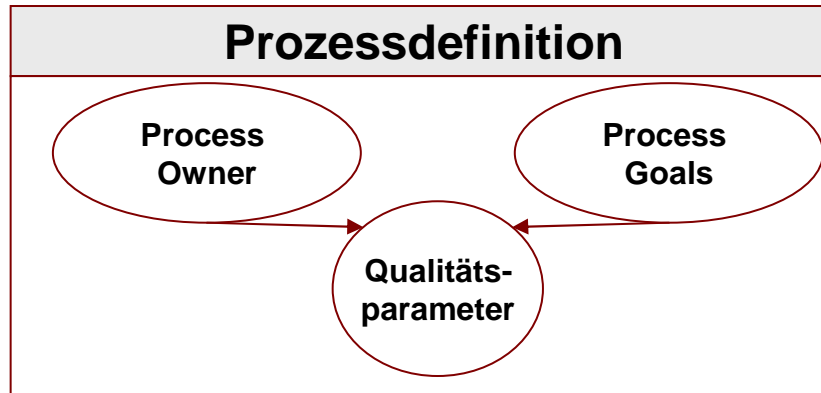 Prozessdefinition
Process
Owner
Process
Goals
Qualitäts-
parameter